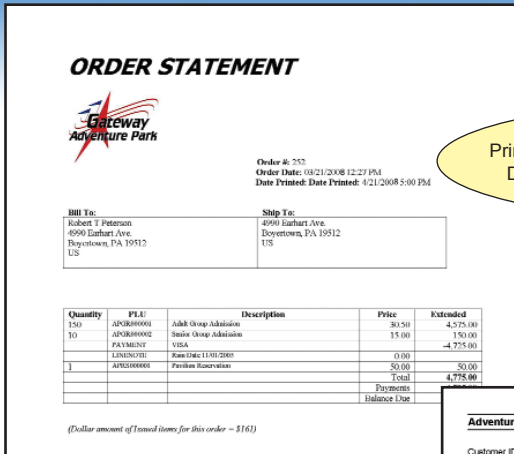 ORDER STATEMENT
Gateway
Adventure Park
Order #: 252
Order Date: 03/21/2008 12:27 PM
Date Printed: Date Printed: 4/21/2008 5:00 PM
Bill To: Ship To:
Robert T Peterson 4990 Earhart Ave.
4990 Earhart Ave. Boyertown, PA 19512
Boyertown, PA 19512 US
US
Quantity PLU Description Price Extended
150 APGR000001 Adult Group Admission 30.50 4,575.00
10 APGR000002 Senior Group Admission 15.00 150.00
PAYMENT VISA -4,725.00
LINENOTE Rain Date 11/01/2005 0.00
1 APRS000001 Pavilion Reservation 50.00 50.00
Total 4,775.00
Payments
Balance Due
(Dollar amount of Issued items for this order = $161)
Adventur
Customer ID